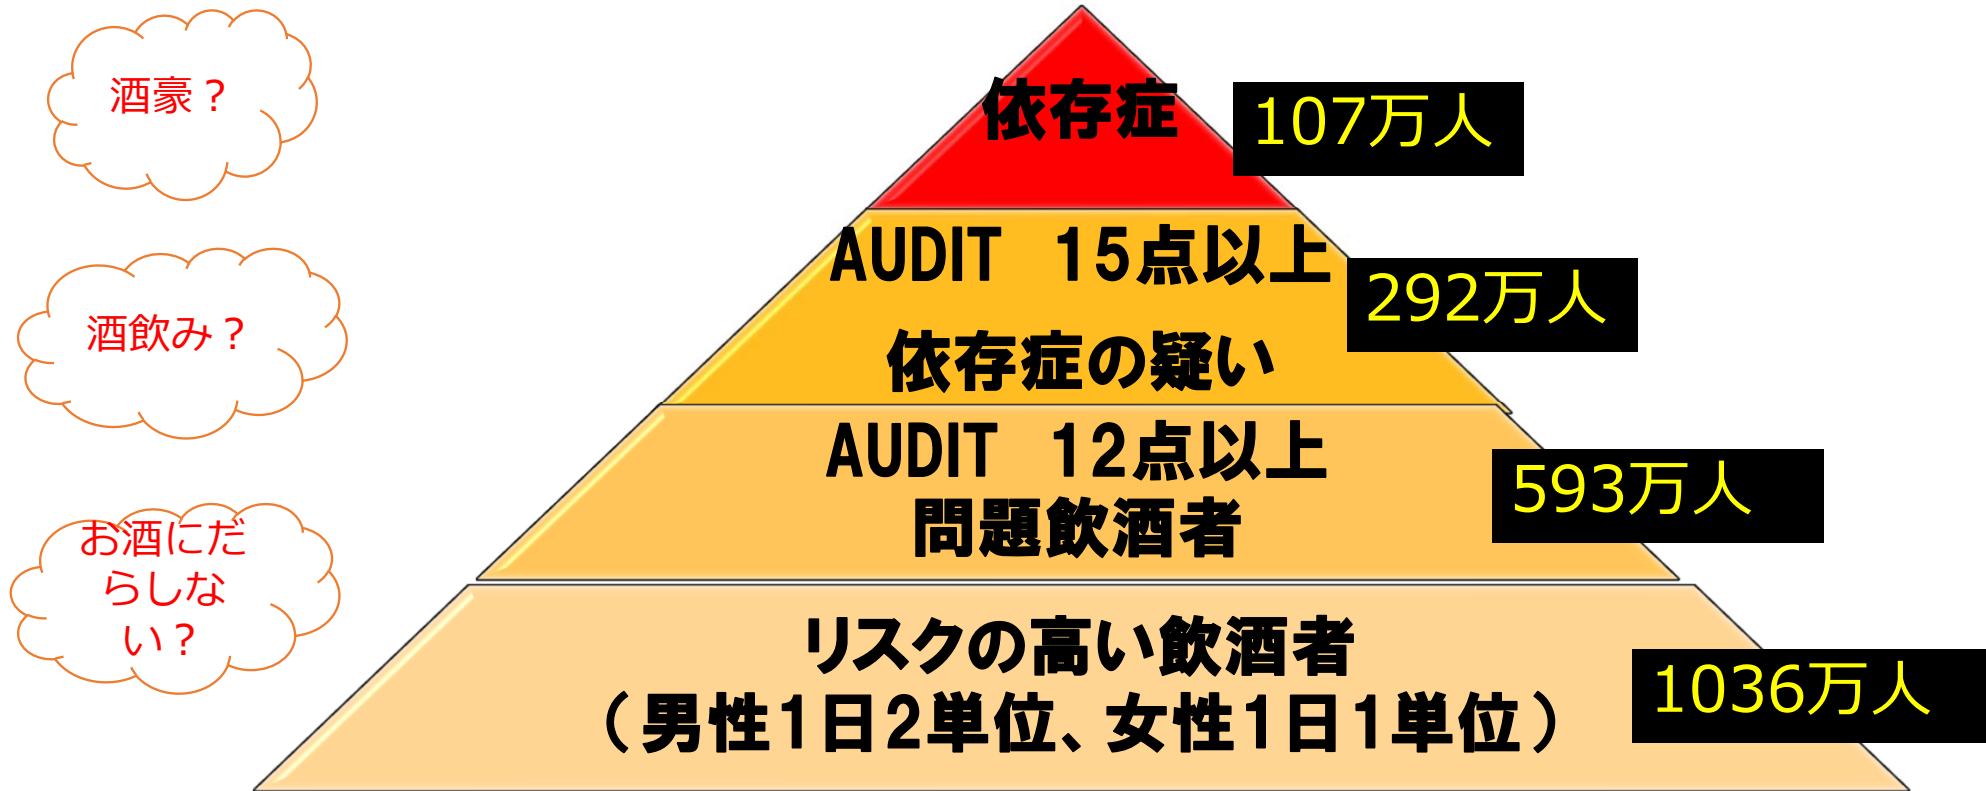 酒豪？
依存症
107万人
AUDIT　15点以上
292万人
酒飲み？
依存症の疑い
AUDIT　12点以上
593万人
問題飲酒者
お酒にだ
らしな
い？
リスクの高い飲酒者
（男性1日2単位、女性1日1単位）
1036万人